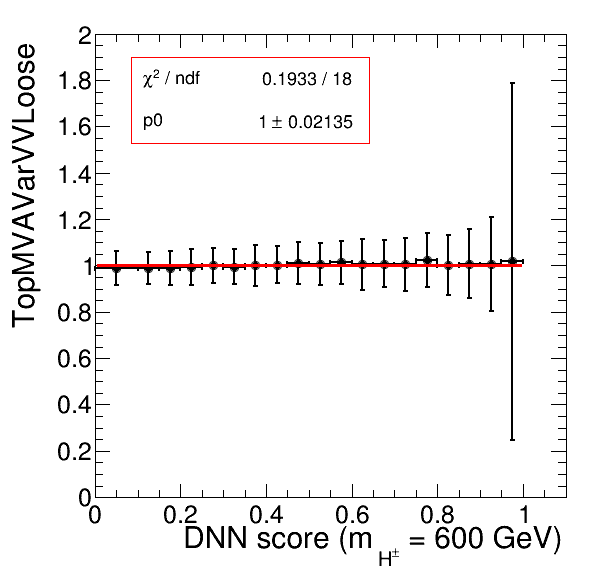 TopMVAVarVVLoose
χ² / ndf 0.1933 / 18
p0 1 ± 0.02135
2
1.8
1.6
1.4
1.2
1
0.8
0.6
0.4
0.2
0
0 0.2 0.4 0.6 0.8 1
DNN score (m_H± = 600 GeV)